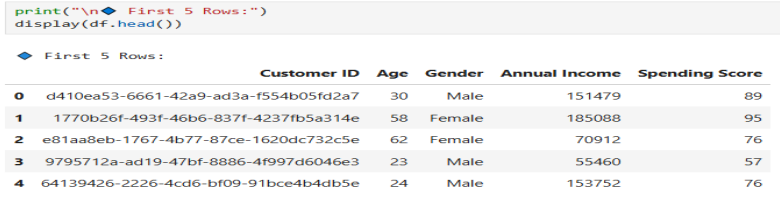 print("\n🔷 First 5 Rows:")
display(df.head())
🔷 First 5 Rows:
Customer ID Age Gender Annual Income Spending Score
0 d410ea53-6661-42a9-ad3a-f554b05fd2a7 30 Male 151479 89
1 1770b26f-493f-46b6-837f-4237fb5a314e 58 Female 185088 95
2 e81aa8eb-1767-4b77-87ce-1620dc732c5e 62 Female 70912 76
3 9795712a-ad19-47bf-8886-4f997d6046e3 23 Male 55460 57
4 64139426-2226-4cd6-bf09-91bce4b4db5e 24 Male 153752 76